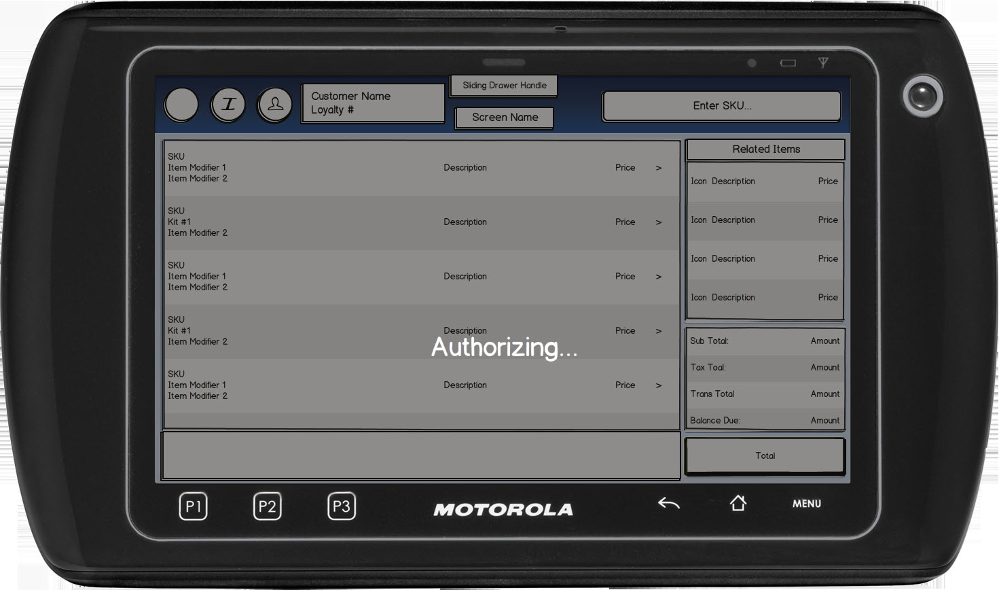 Sliding Drawer Handle
Customer Name
Loyalty #
I
Screen Name
Enter SKU...
SKU
Item Modifier 1
Item Modifier 2
Description
Price
>
SKU
Kit #1
Item Modifier 2
Description
Price
>
SKU
Item Modifier 1
Item Modifier 2
Description
Price
>
SKU
Kit #1
Item Modifier 2
Description
Price
>
Authorizing...
SKU
Item Modifier 1
Item Modifier 2
Description
Price
>
Related Items
Icon Description Price
Icon Description Price
Icon Description Price
Icon Description Price
Sub Total: Amount
Tax Toal: Amount
Trans Total Amount
Balance Due: Amount
Total
P1
P2
P3
MOTOROLA
MENU